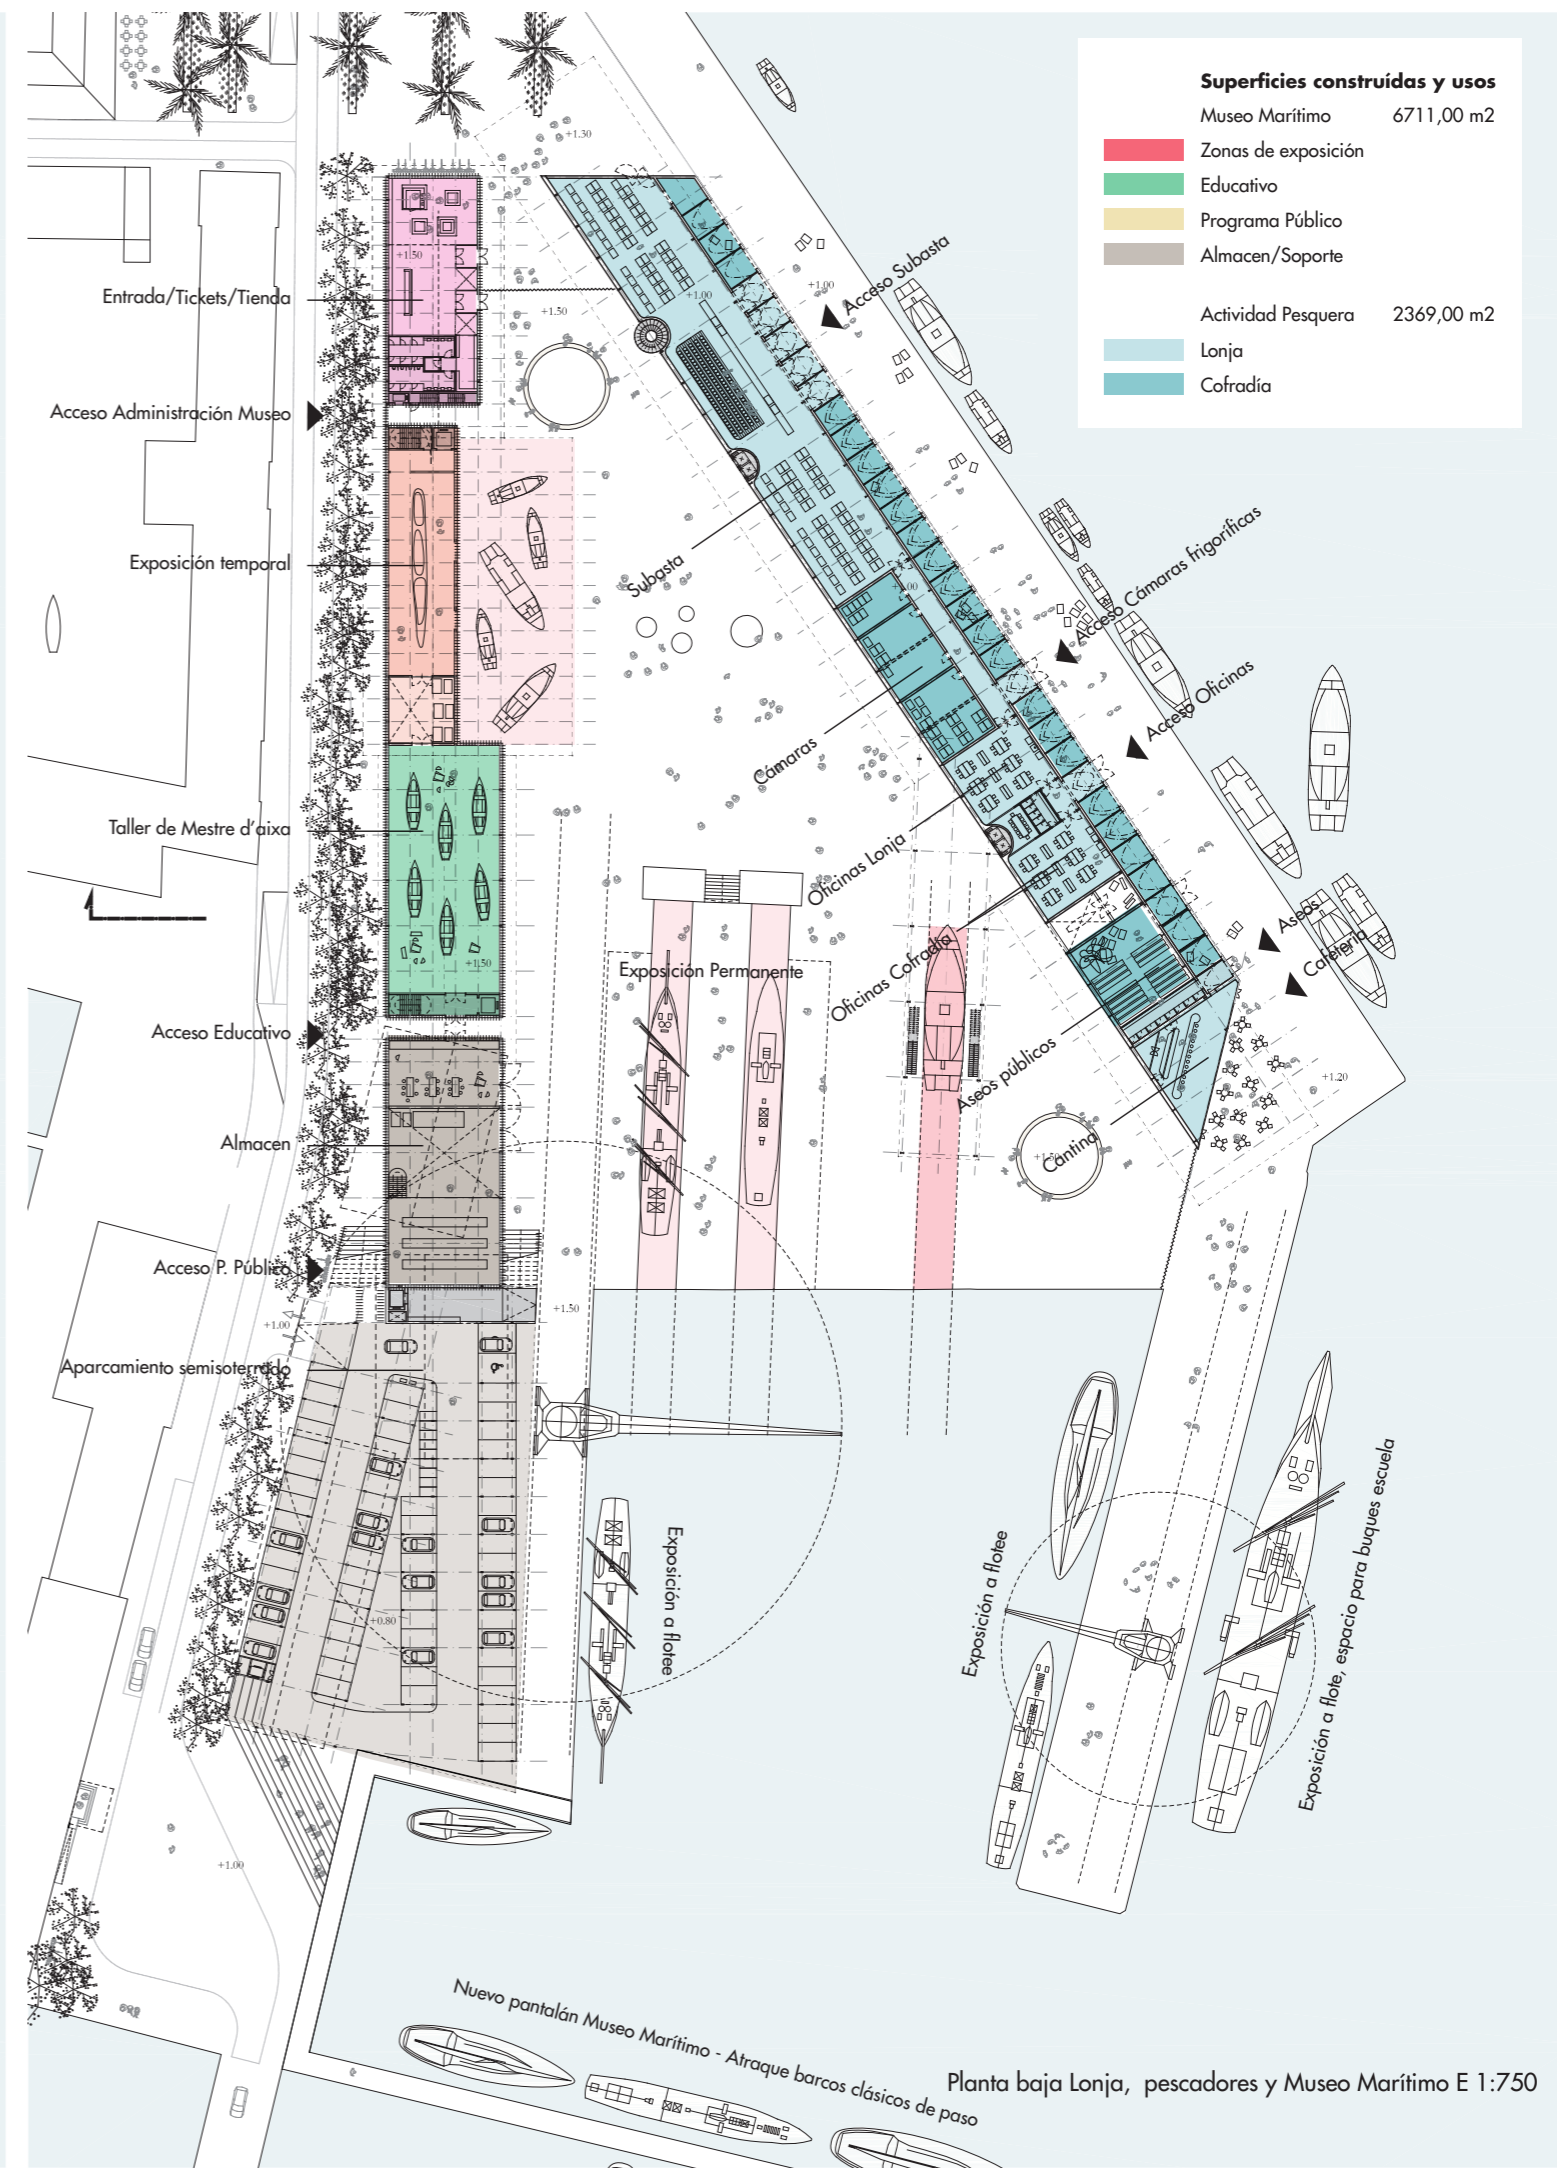 Superficies construídas y usos
Museo Marítimo 6711,00 m2
Zonas de exposición
Educativo
Programa Público
Almacen/Soporte
Actividad Pesquera 2369,00 m2
Lonja
Cofradía
+1.30
+1.50
Entrada/Tickets/Tienda
+1.50
+1.00
+1.00
Acceso Subasta
Acceso Administración Museo
Exposición temporal
Subasta
Acceso Cámaras frigoríficas
Acceso Oficinas
Cámaras
Taller de Mestre d'aixa
+1.50
Oficinas Lonja
Oficinas Cofradía
Aseos
Cafetería
Exposición Permanente
Acceso Educativo
Aseos públicos
+1.20
Almacen
Cantina
+1.50
Acceso P. Público
+1.50
+1.00
Aparcamiento semisoterrado
+0.80
Exposición a flotee
Exposición a flotee
Exposición a flote, espacio para buques escuela
+1.00
Nuevo pantalán Museo Marítimo - Atraque barcos clásicos de paso
Planta baja Lonja, pescadores y Museo Marítimo E 1:750